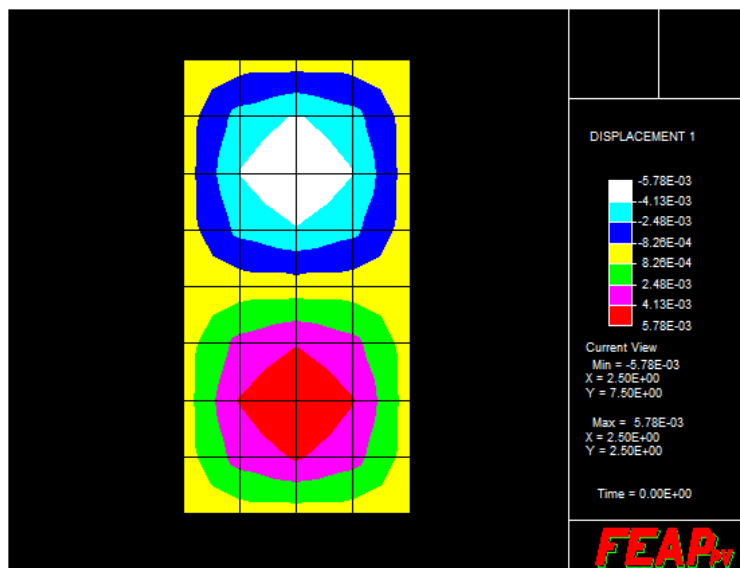 DISPLACEMENT 1
-5.78E-03
-4.13E-03
-2.48E-03
-8.26E-04
8.26E-04
2.48E-03
4.13E-03
5.78E-03
Current View
Min = -5.78E-03
X = 2.50E+00
Y = 7.50E+00
Max = 5.78E-03
X = 2.50E+00
Y = 2.50E+00
Time = 0.00E+00
FEAPpv